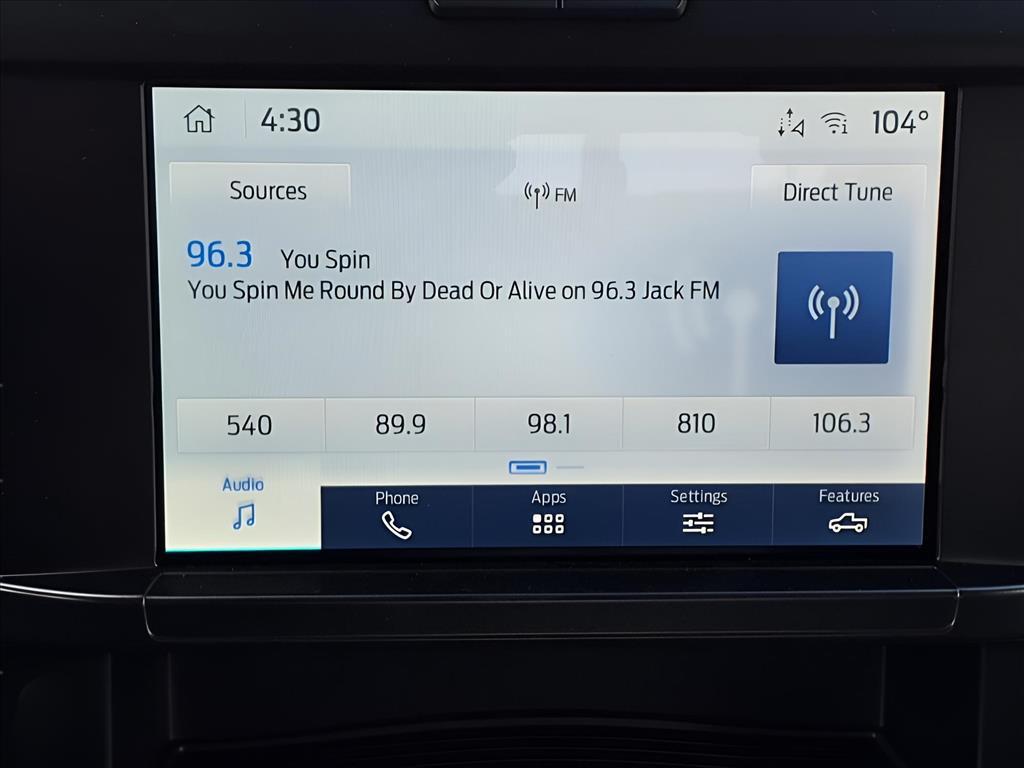 4:30 104°
Sources FM Direct Tune
96.3 You Spin
You Spin Me Round By Dead Or Alive on 96.3 Jack FM
540 89.9 98.1 810 106.3
Audio Phone Apps Settings Features